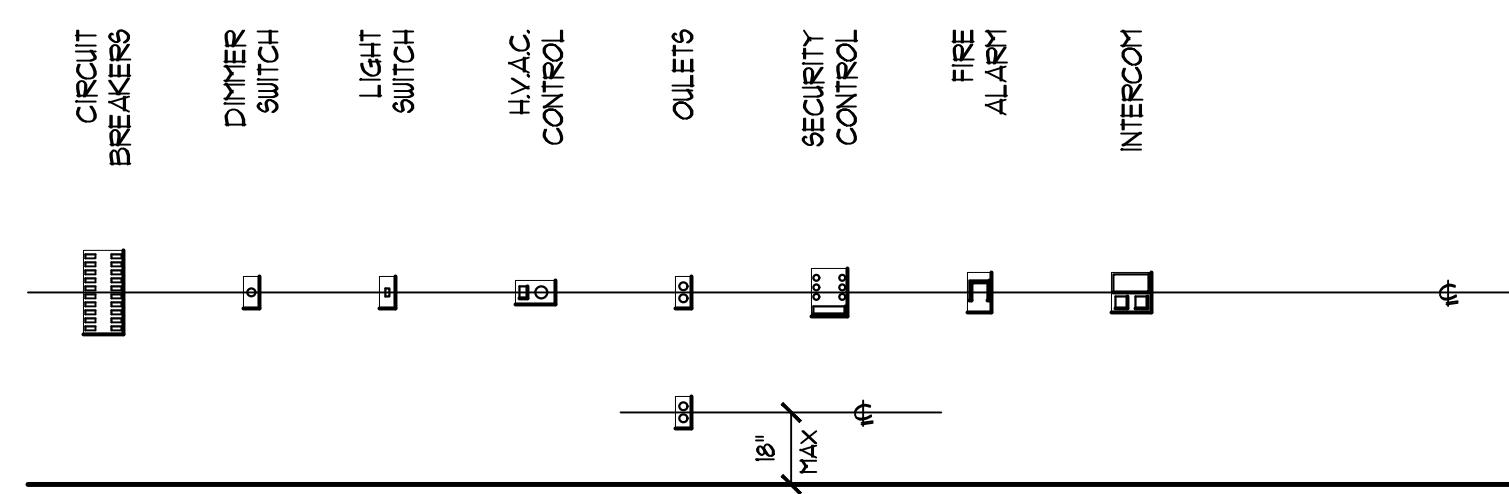 CIRCUIT
BREAKERS
DIMMER
SWITCH
LIGHT
SWITCH
H.V.A.C.
CONTROL
OULETS
SECURITY
CONTROL
FIRE
ALARM
INTERCOM
18"
MAX